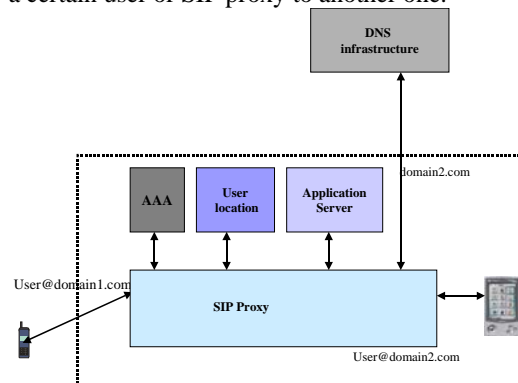 a certain user or SIP proxy to another one.
DNS
infrastructure
domain2.com
AAA
User
location
Application
Server
User@domain1.com
SIP Proxy
User@domain2.com